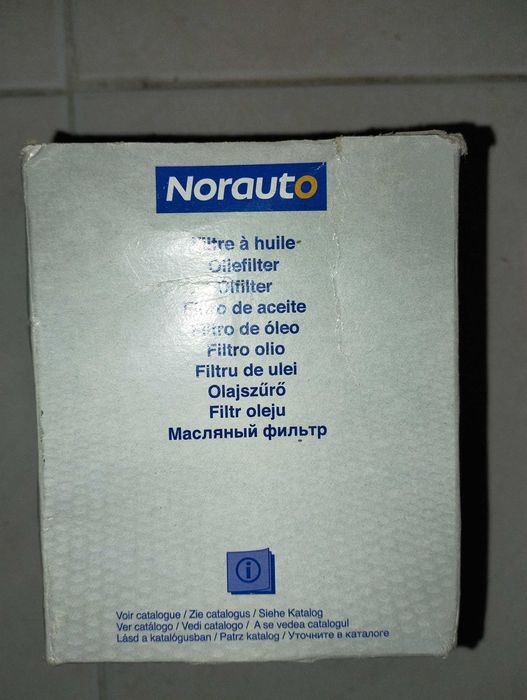 Norauto
Filtre à huile
Oliefilter
Ölfilter
Filtro de aceite
Filtro de óleo
Filtro olio
Filtru de ulei
Olajszűrő
Filtr oleju
Масляный фильтр
i
Voir catalogue / Zie catalogus / Siehe Katalog
Ver catálogo / Vedi catalogo / A se vedea catalogul
Lásd a katalógusban / Patrz katalog / Уточните в каталоге